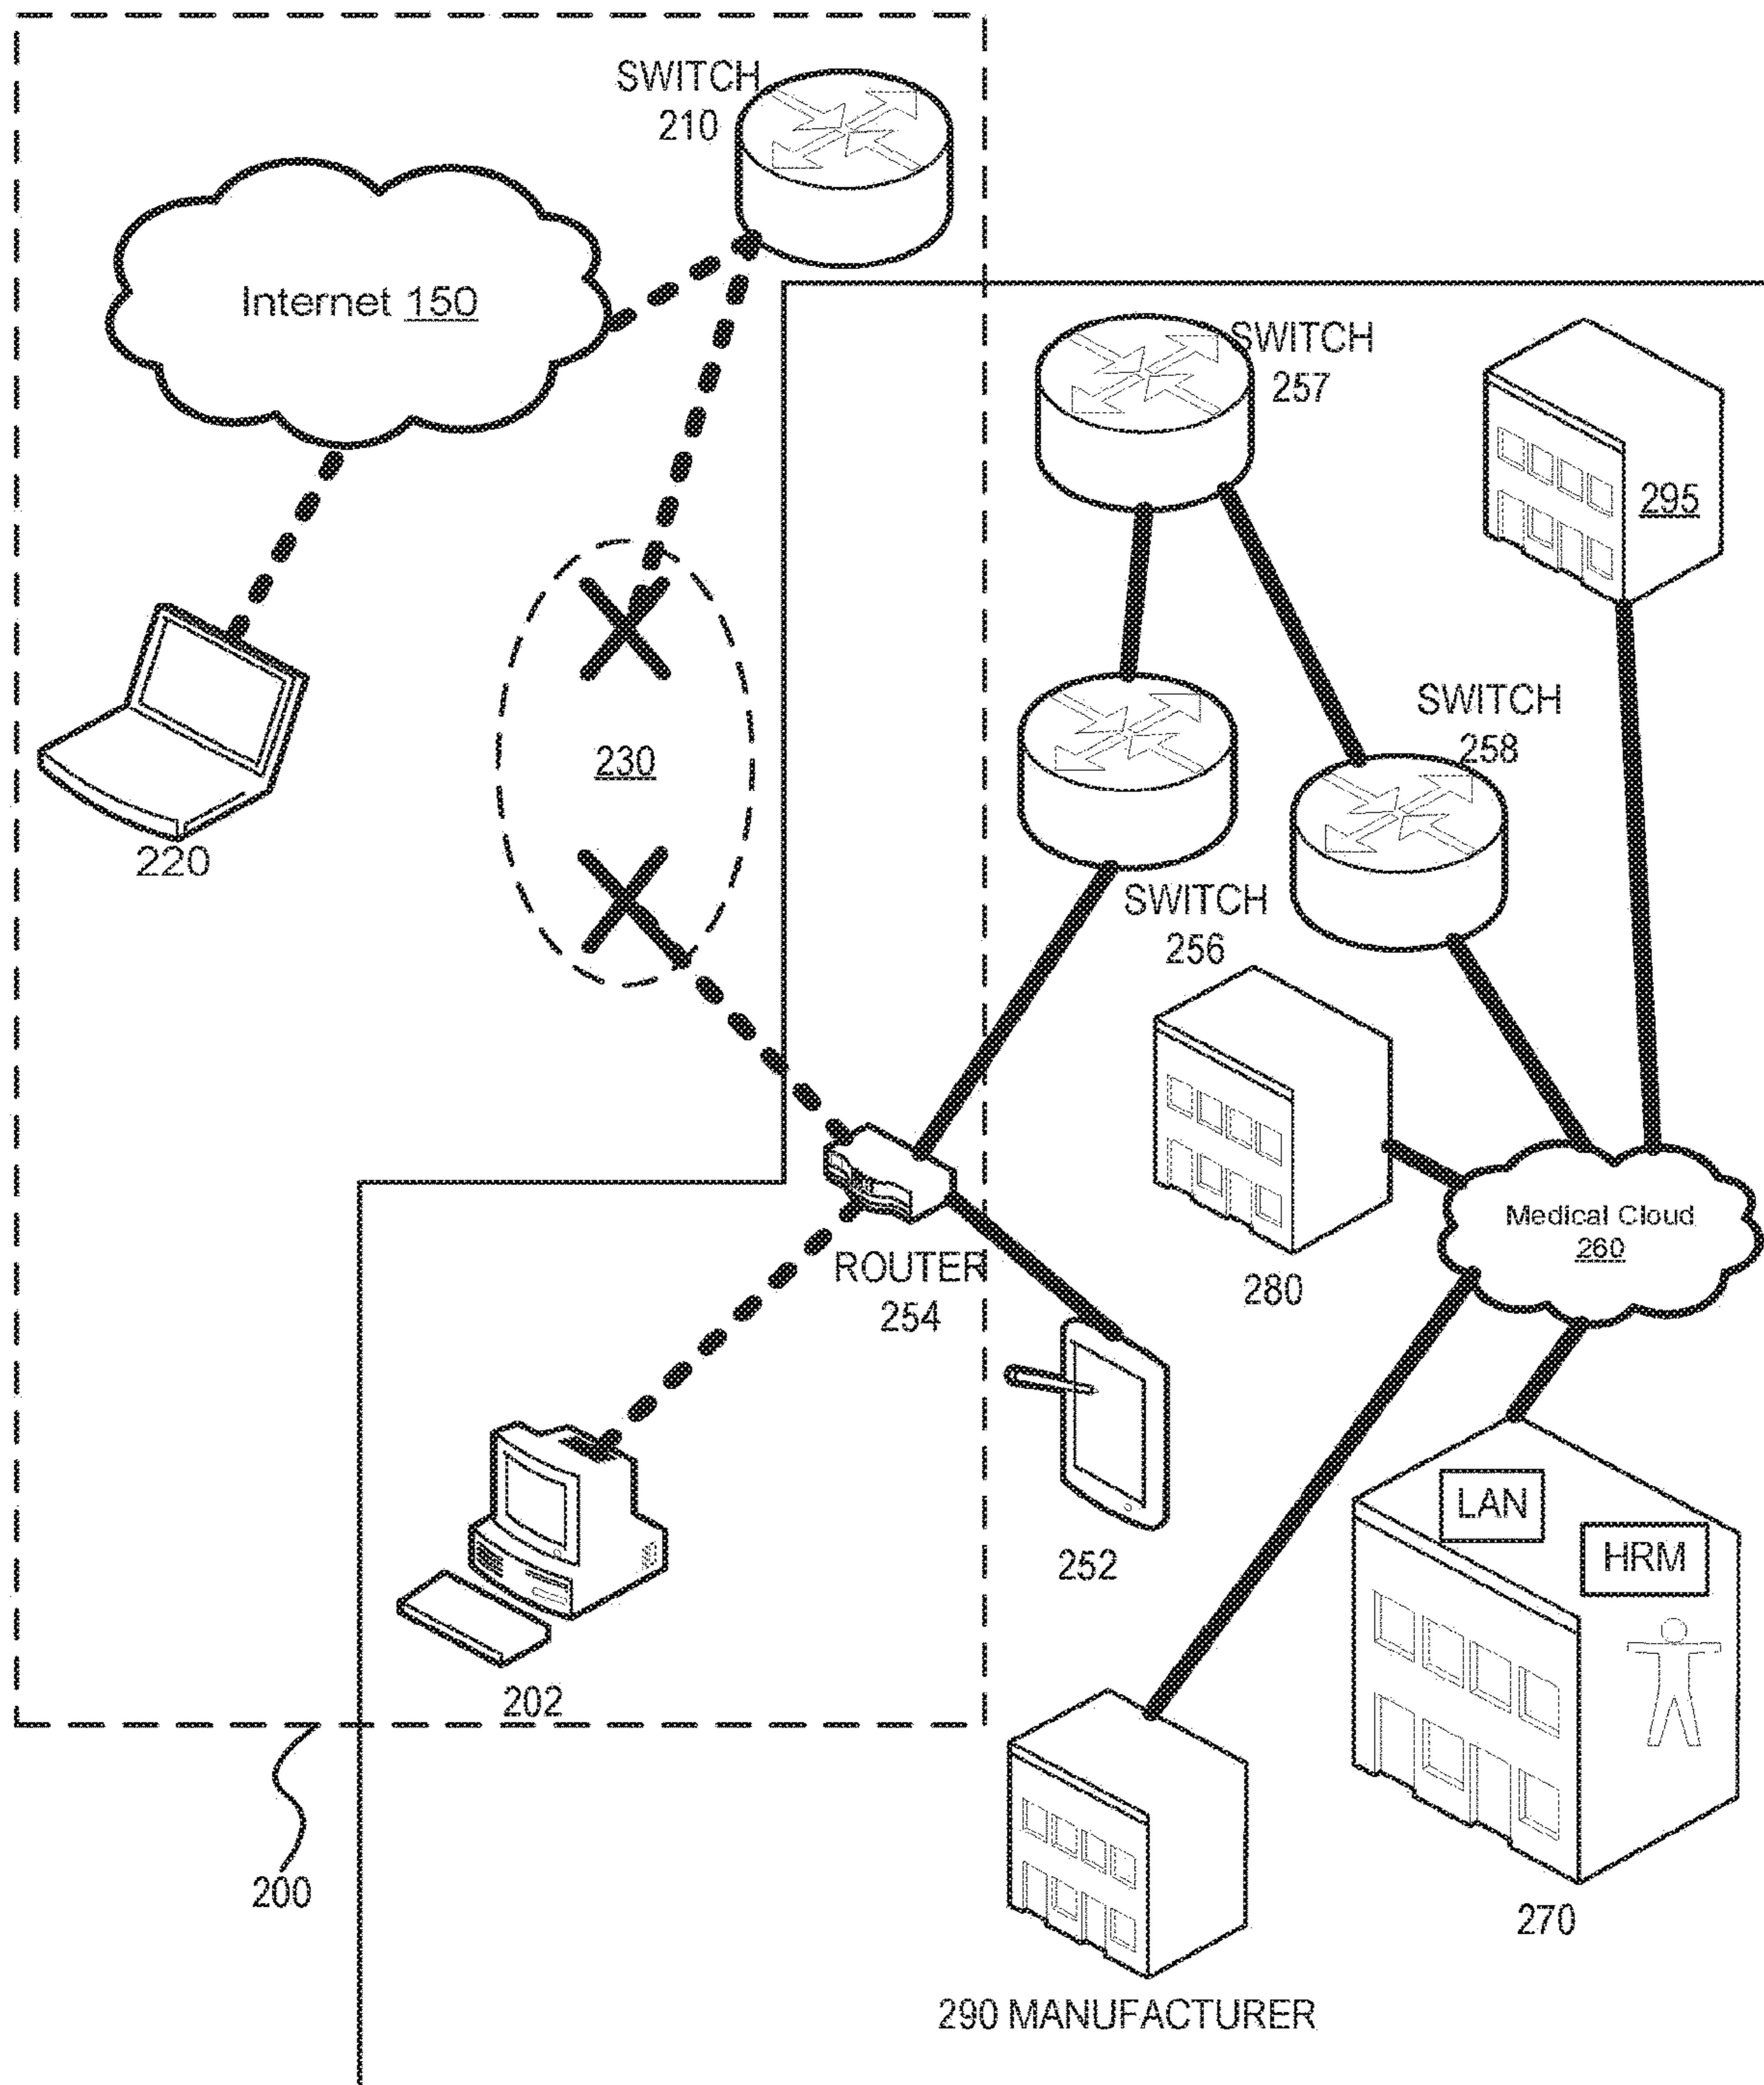 SWITCH
210
Internet 150
SWITCH
257
295
SWITCH
258
230
220
SWITCH
256
Medical Cloud
260
ROUTER
254
280
LAN
HRM
252
202
200
270
290 MANUFACTURER